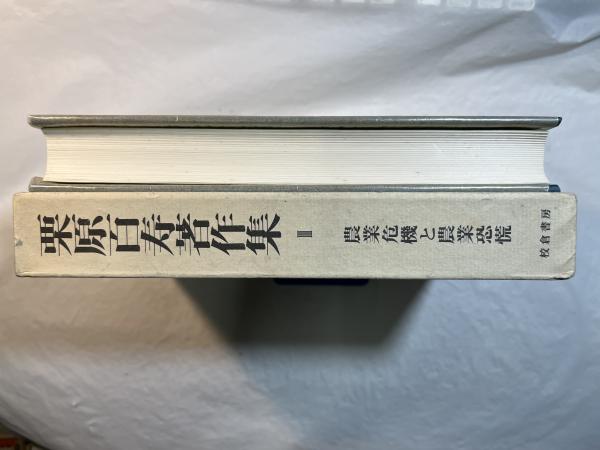 栗原百寿著作集
Ⅲ
農業危機と農業恐慌
校倉書房